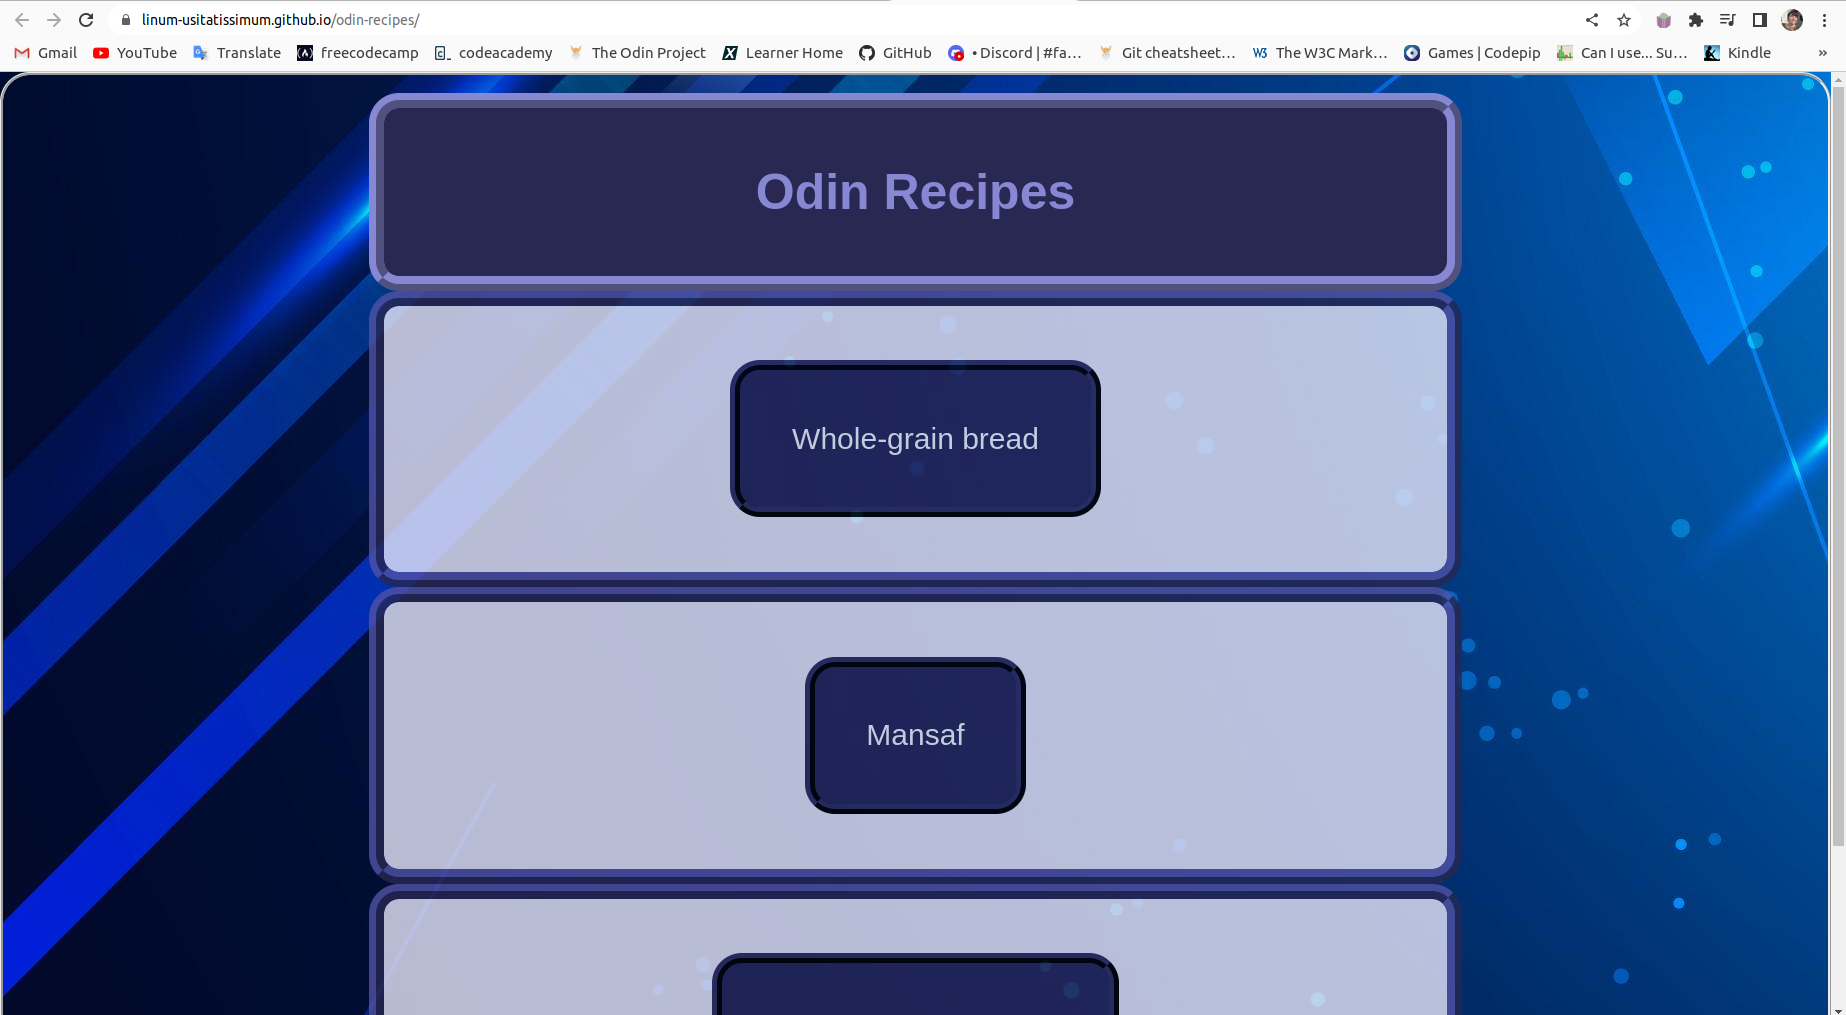 linum-usitatissimum.github.io/odin-recipes/
Gmail YouTube Translate freecodecamp codeacademy The Odin Project Learner Home GitHub • Discord | #fa... Git cheatsheet... The W3C Mark... Games | Codepip Can I use... Su... Kindle »
Odin Recipes
Whole-grain bread
Mansaf